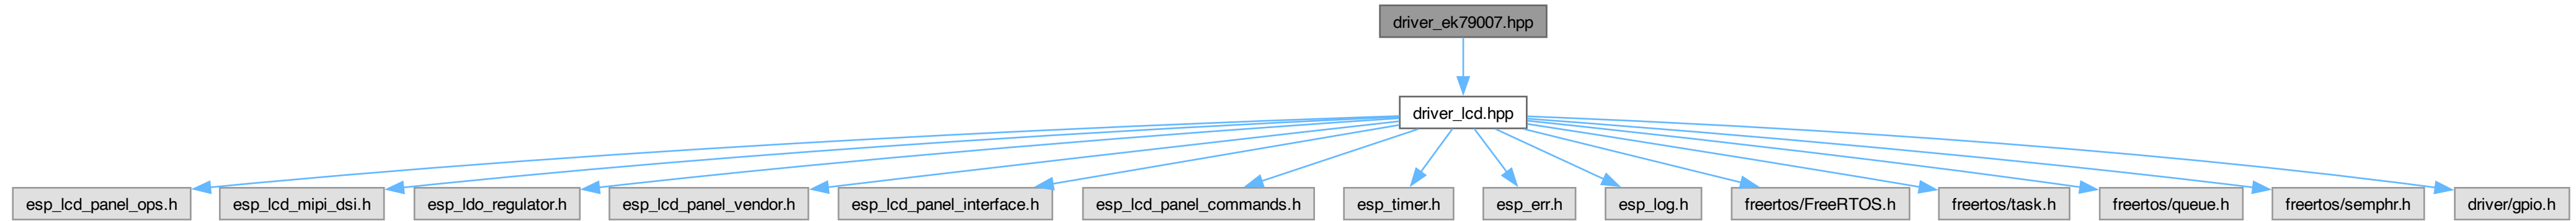 driver_ek79007.hpp
driver_lcd.hpp
esp_lcd_panel_ops.h
esp_lcd_mipi_dsi.h
esp_ldo_regulator.h
esp_lcd_panel_vendor.h
esp_lcd_panel_interface.h
esp_lcd_panel_commands.h
esp_timer.h
esp_err.h
esp_log.h
freertos/FreeRTOS.h
freertos/task.h
freertos/queue.h
freertos/semphr.h
driver/gpio.h